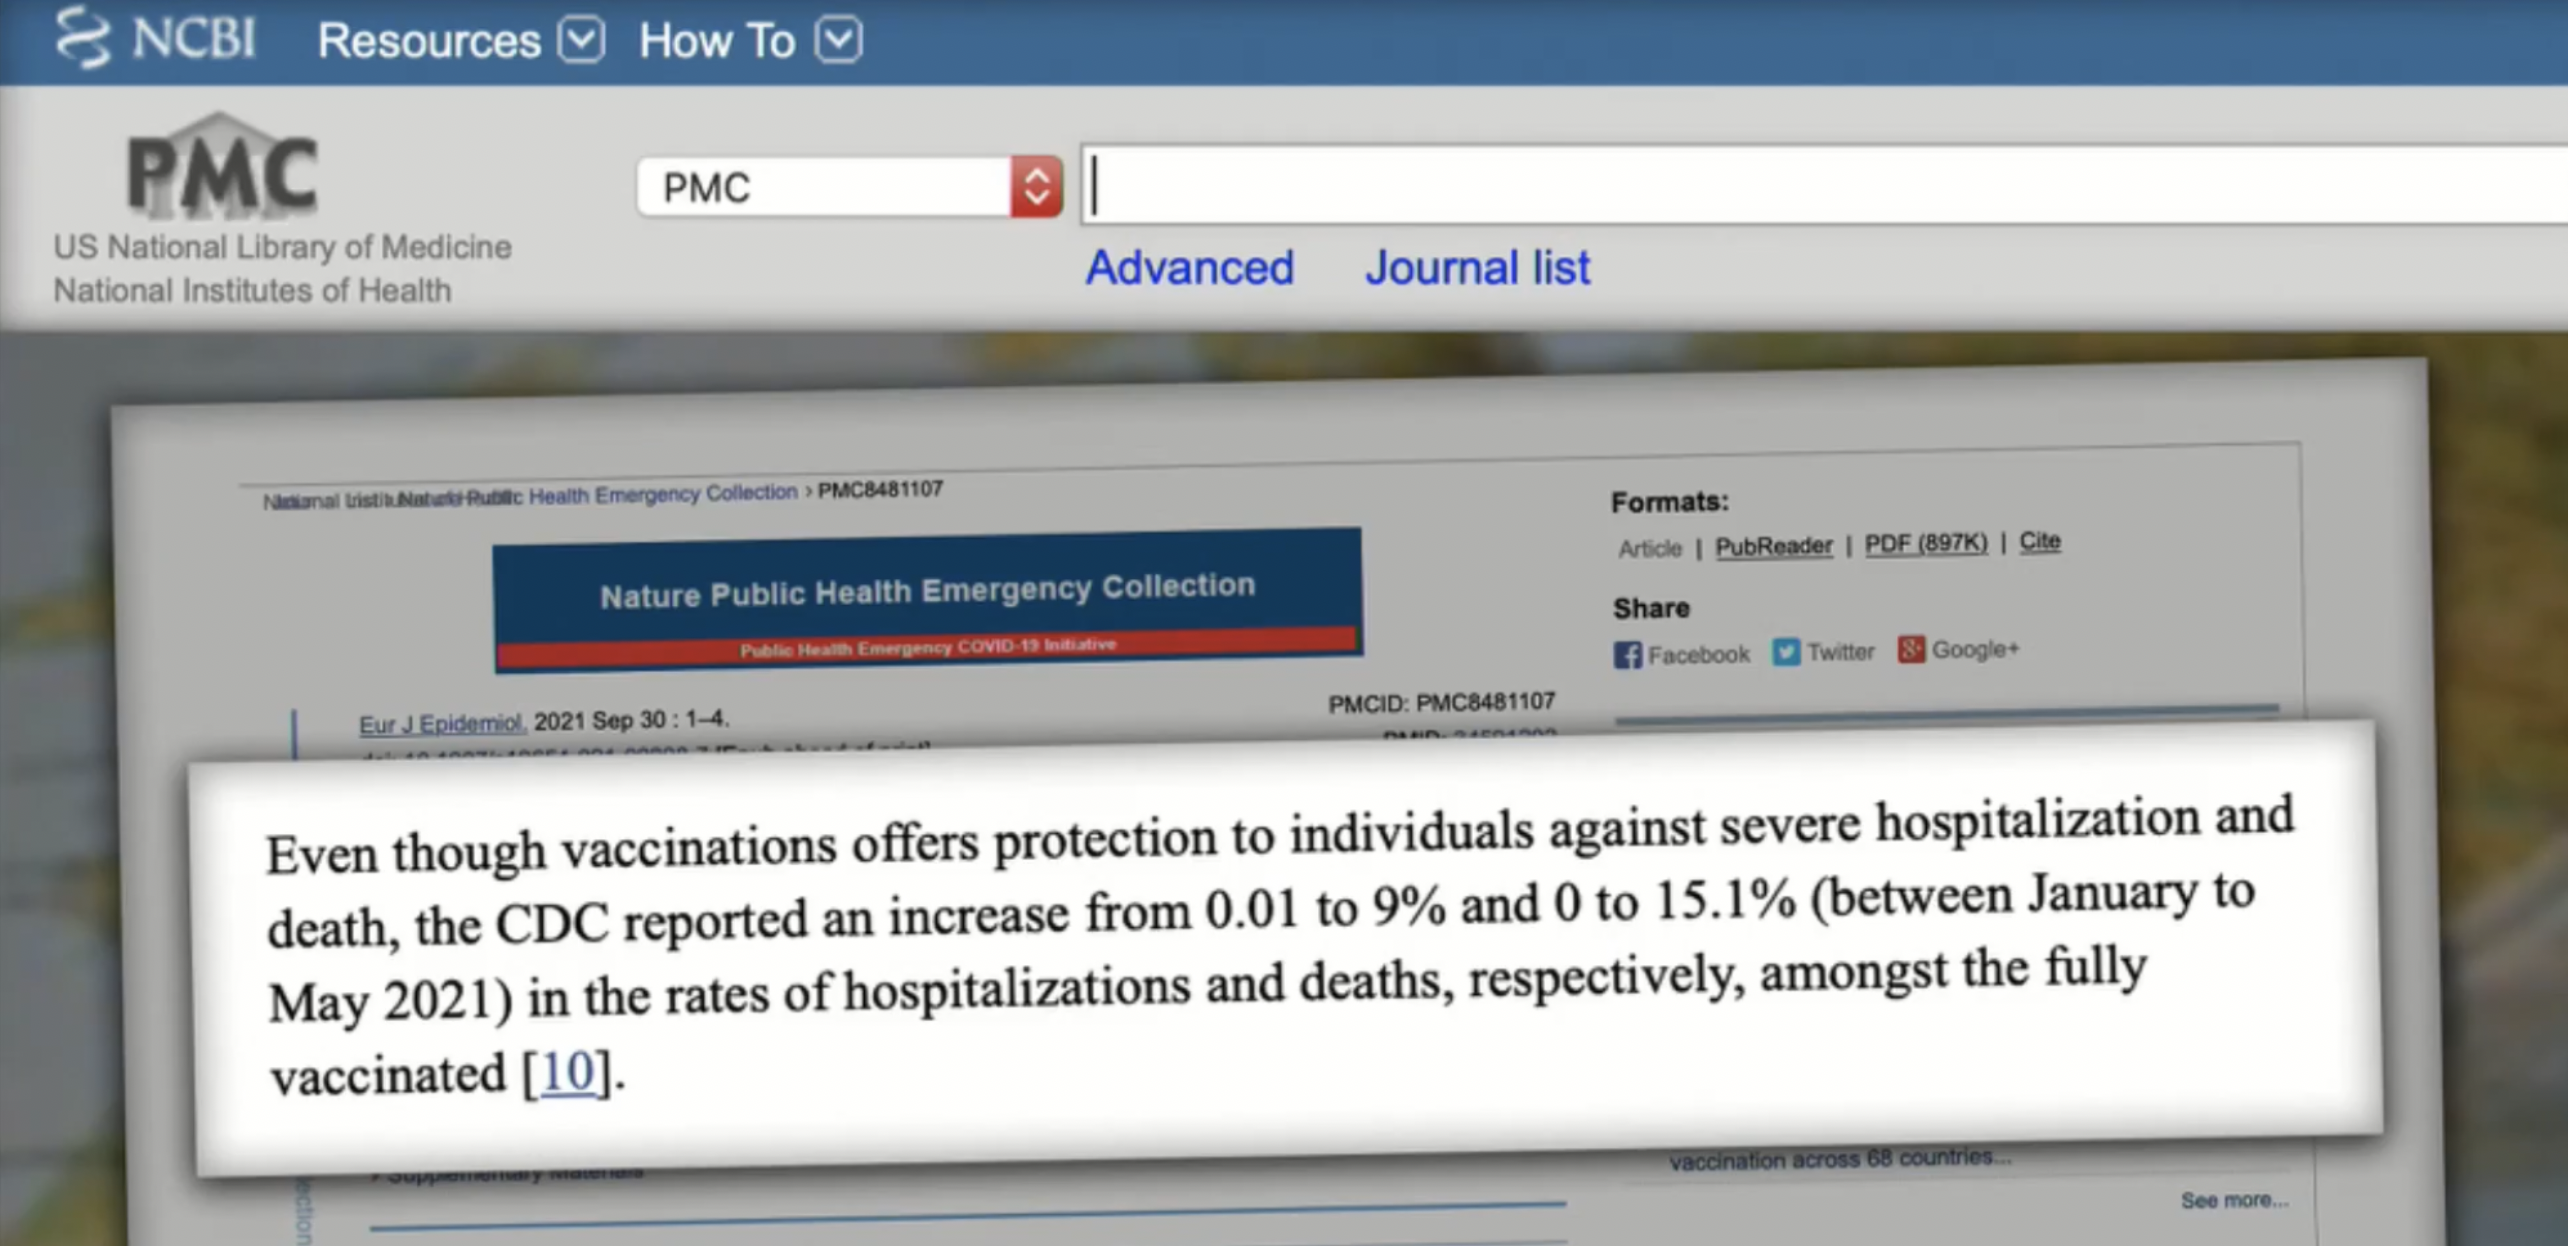 NCBI Resources How To
PMC
PMC
US National Library of Medicine
National Institutes of Health
Advanced Journal list
Nature Public Health Emergency Collection > PMC8481107
Nature Public Health Emergency Collection
Public Health Emergency COVID-19 Initiative
Eur J Epidemiol. 2021 Sep 30 : 1–4.
PMCID: PMC8481107
Formats:
Article | PubReader | PDF (897K) | Cite
Share
Facebook Twitter Google+
Even though vaccinations offers protection to individuals against severe hospitalization and
death, the CDC reported an increase from 0.01 to 9% and 0 to 15.1% (between January to
May 2021) in the rates of hospitalizations and deaths, respectively, amongst the fully
vaccinated [10].
Supplementary Materials
vaccination across 68 countries...
See more...